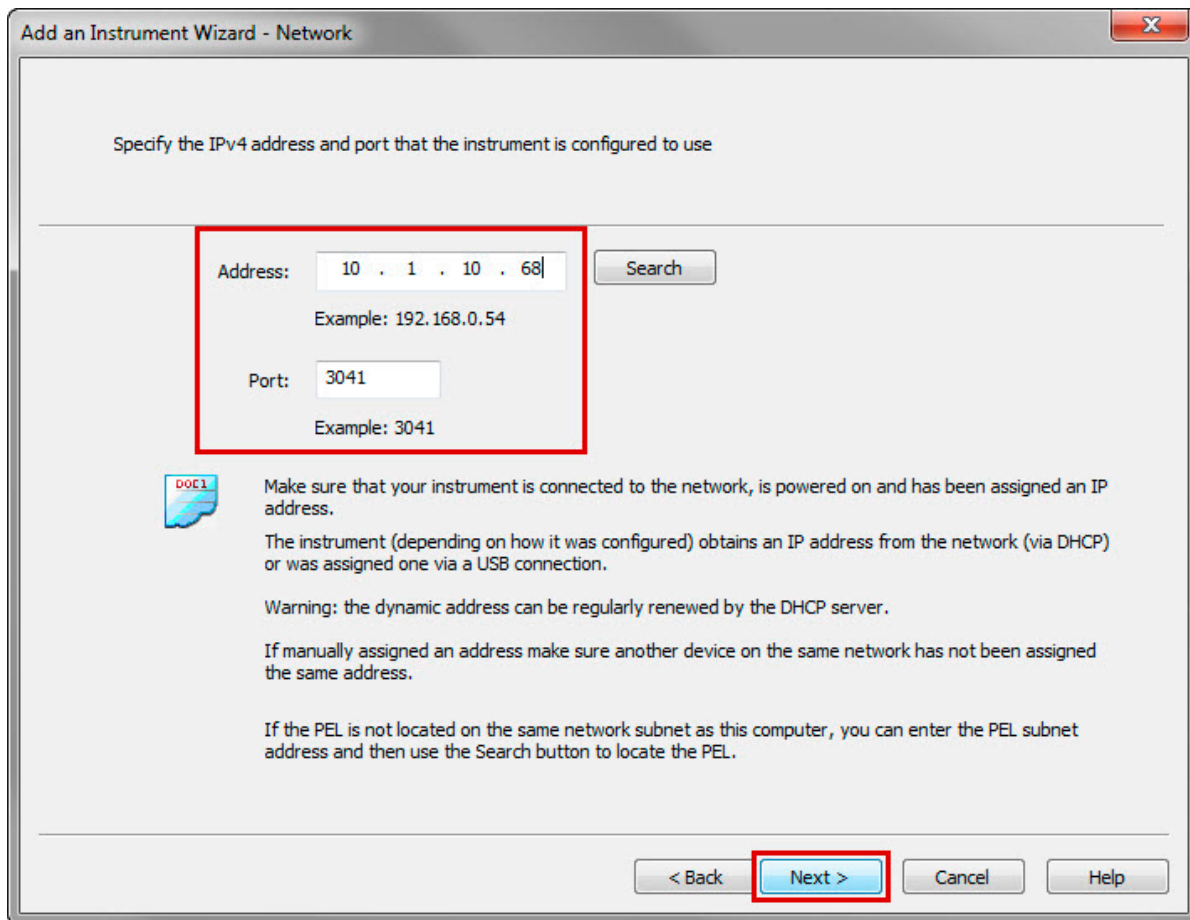 Add an Instrument Wizard - Network
Specify the IPv4 address and port that the instrument is configured to use
Address: 10 . 1 . 10 . 68 Search
Example: 192.168.0.54
Port: 3041
Example: 3041
DOC1
Make sure that your instrument is connected to the network, is powered on and has been assigned an IP
address.
The instrument (depending on how it was configured) obtains an IP address from the network (via DHCP)
or was assigned one via a USB connection.
Warning: the dynamic address can be regularly renewed by the DHCP server.
If manually assigned an address make sure another device on the same network has not been assigned
the same address.
If the PEL is not located on the same network subnet as this computer, you can enter the PEL subnet
address and then use the Search button to locate the PEL.
< Back Next > Cancel Help